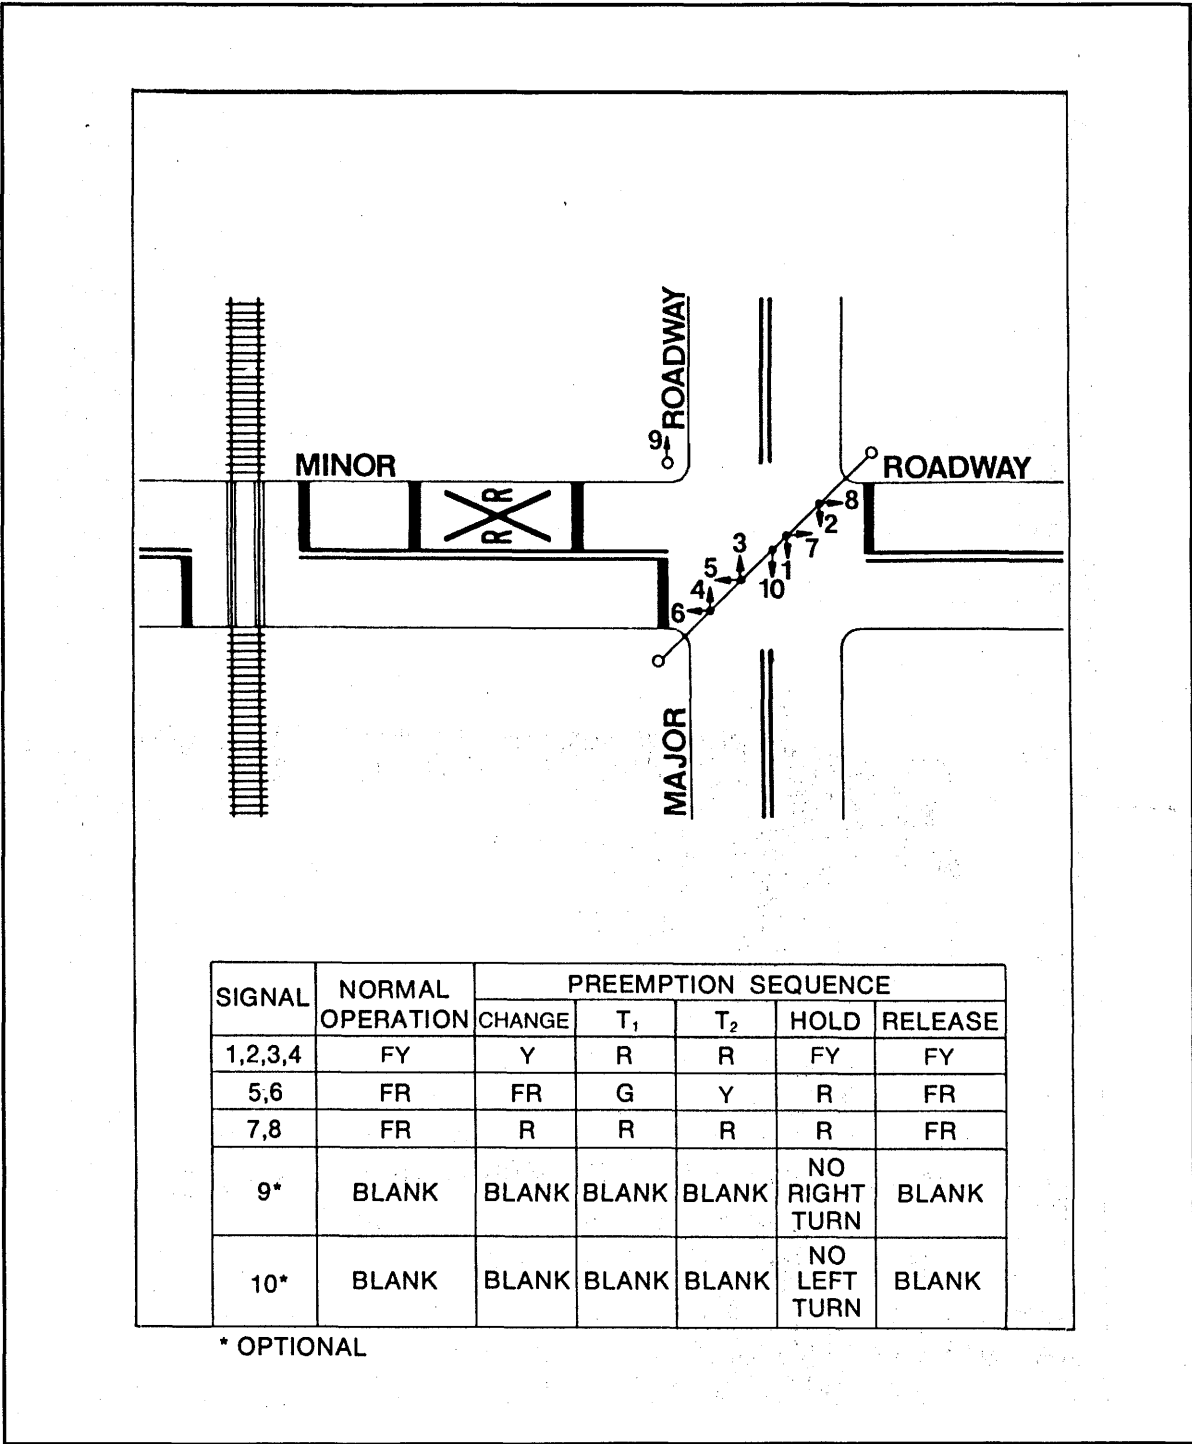 ROADWAY
9
MINOR
R
R
ROADWAY
8
2
7
3
1
5
10
4
6
MAJOR
SIGNAL NORMAL OPERATION PREEMPTION SEQUENCE
CHANGE T₁ T₂ HOLD RELEASE
1,2,3,4 FY Y R R FY FY
5,6 FR FR G Y R FR
7,8 FR R R R R FR
9* BLANK BLANK BLANK BLANK NO RIGHT TURN BLANK
10* BLANK BLANK BLANK BLANK NO LEFT TURN BLANK
* OPTIONAL